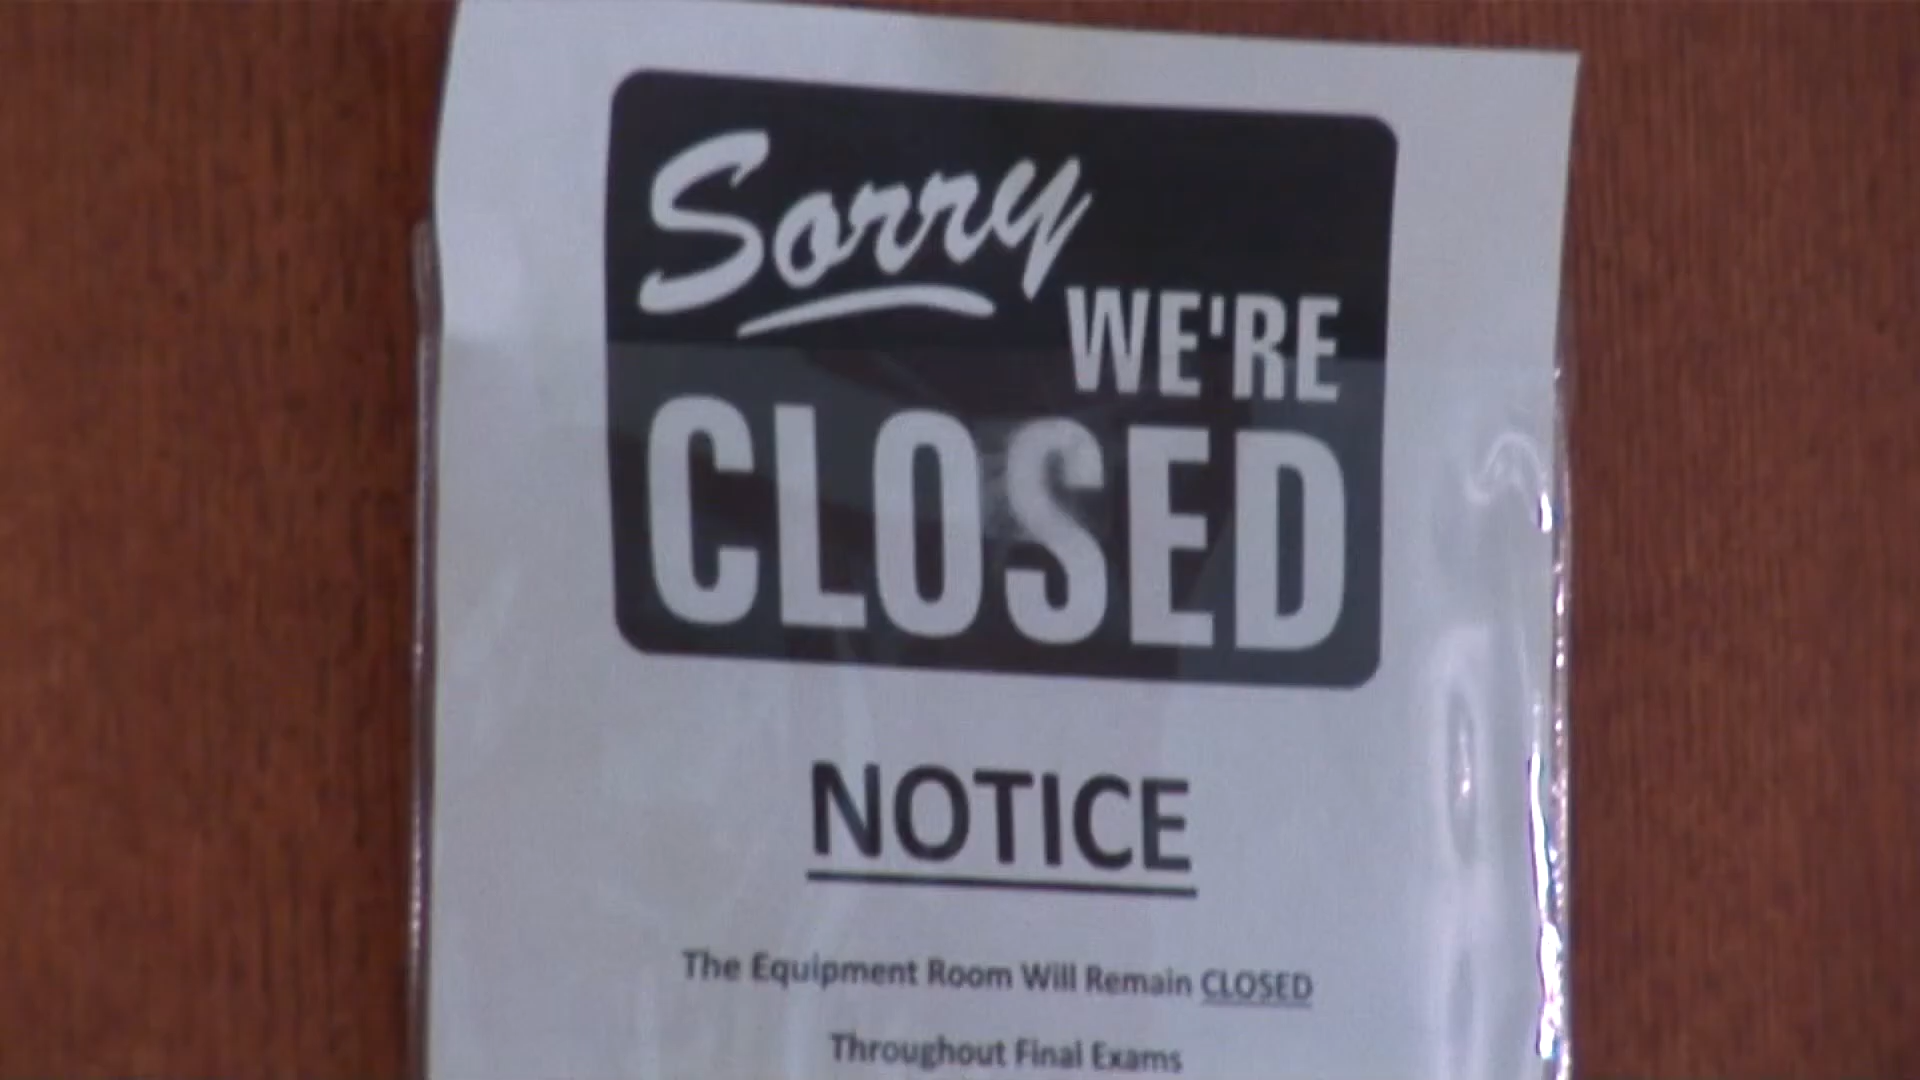 Sorry
WE'RE
CLOSED
NOTICE
The Equipment Room Will Remain CLOSED
Throughout Final Exams